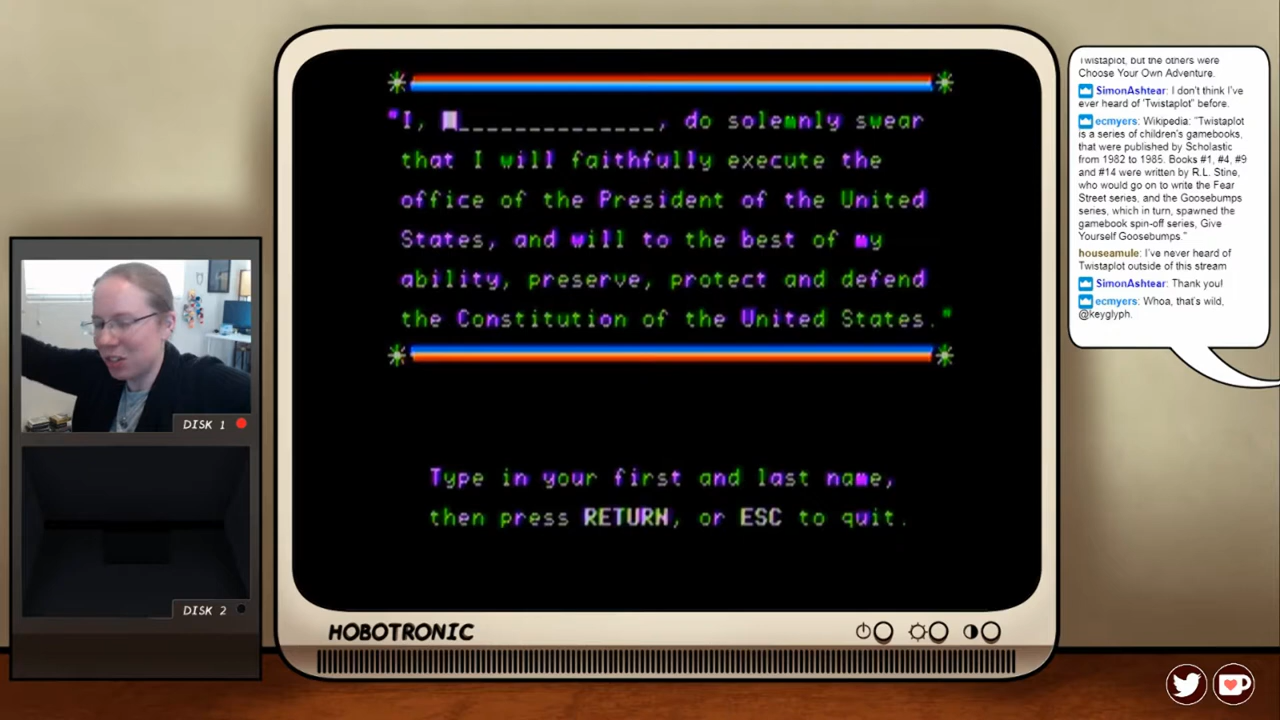 "I, _______________, do solemnly swear
that I will faithfully execute the
office of the President of the United
States, and will to the best of my
ability, preserve, protect and defend
the Constitution of the United States."
Type in your first and last name,
then press RETURN, or ESC to quit.
HOBOTRONIC
DISK 1
DISK 2
Twistaplot, but the others were
Choose Your Own Adventure.
SimonAshtear: I don't think I've
ever heard of 'Twistaplot" before.
ecmyers: Wikipedia: "Twistaplot
is a series of children's gamebooks,
that were published by Scholastic
from 1982 to 1985. Books #1, #4, #9
and #14 were written by R.L. Stine,
who would go on to write the Fear
Street series, and the Goosebumps
series, which in turn, spawned the
gamebook spin-off series, Give
Yourself Goosebumps."
houseamule: I've never heard of
Twistaplot outside of this stream
SimonAshtear: Thank you!
ecmyers: Whoa, that's wild,
@keyglyph.